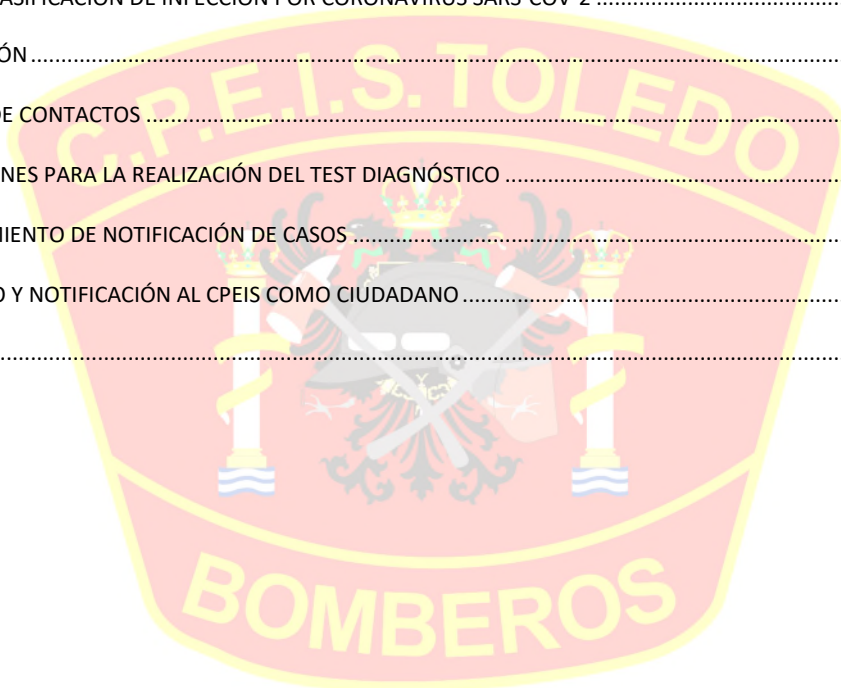 ASIFICACIÓN DE INFECCIÓN POR CORONAVIRUS SARS-COV-2 ..............................................................
ÓN ....................................................................................................................................................................
DE CONTACTOS ..............................................................................................................................................
NES PARA LA REALIZACIÓN DEL TEST DIAGNÓSTICO ...................................................................
MIENTO DE NOTIFICACIÓN DE CASOS ..................................................................................................
O Y NOTIFICACIÓN AL CPEIS COMO CIUDADANO ............................................................................
C.P.E.I.S. TOLEDO
BOMBEROS